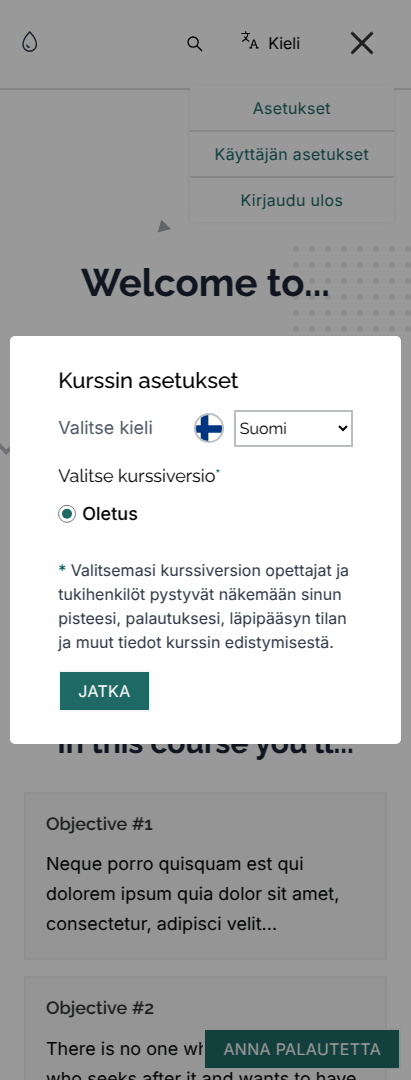 Kieli
Asetukset
Käyttäjän asetukset
Kirjaudu ulos
Welcome to...
Kurssin asetukset
Valitse kieli
Suomi
Valitse kurssiversio*
Oletus
* Valitsemasi kurssiversion opettajat ja
tukihenkilöt pystyvät näkemään sinun
pisteesi, palautuksesi, läpipääsyn tilan
ja muut tiedot kurssin edistymisestä.
JATKA
In this course you'll...
Objective #1
Neque porro quisquam est qui
dolorem ipsum quia dolor sit amet,
consectetur, adipisci velit...
Objective #2
There is no one wh
ANNA PALAUTETTA
who seeks after it and wants to have